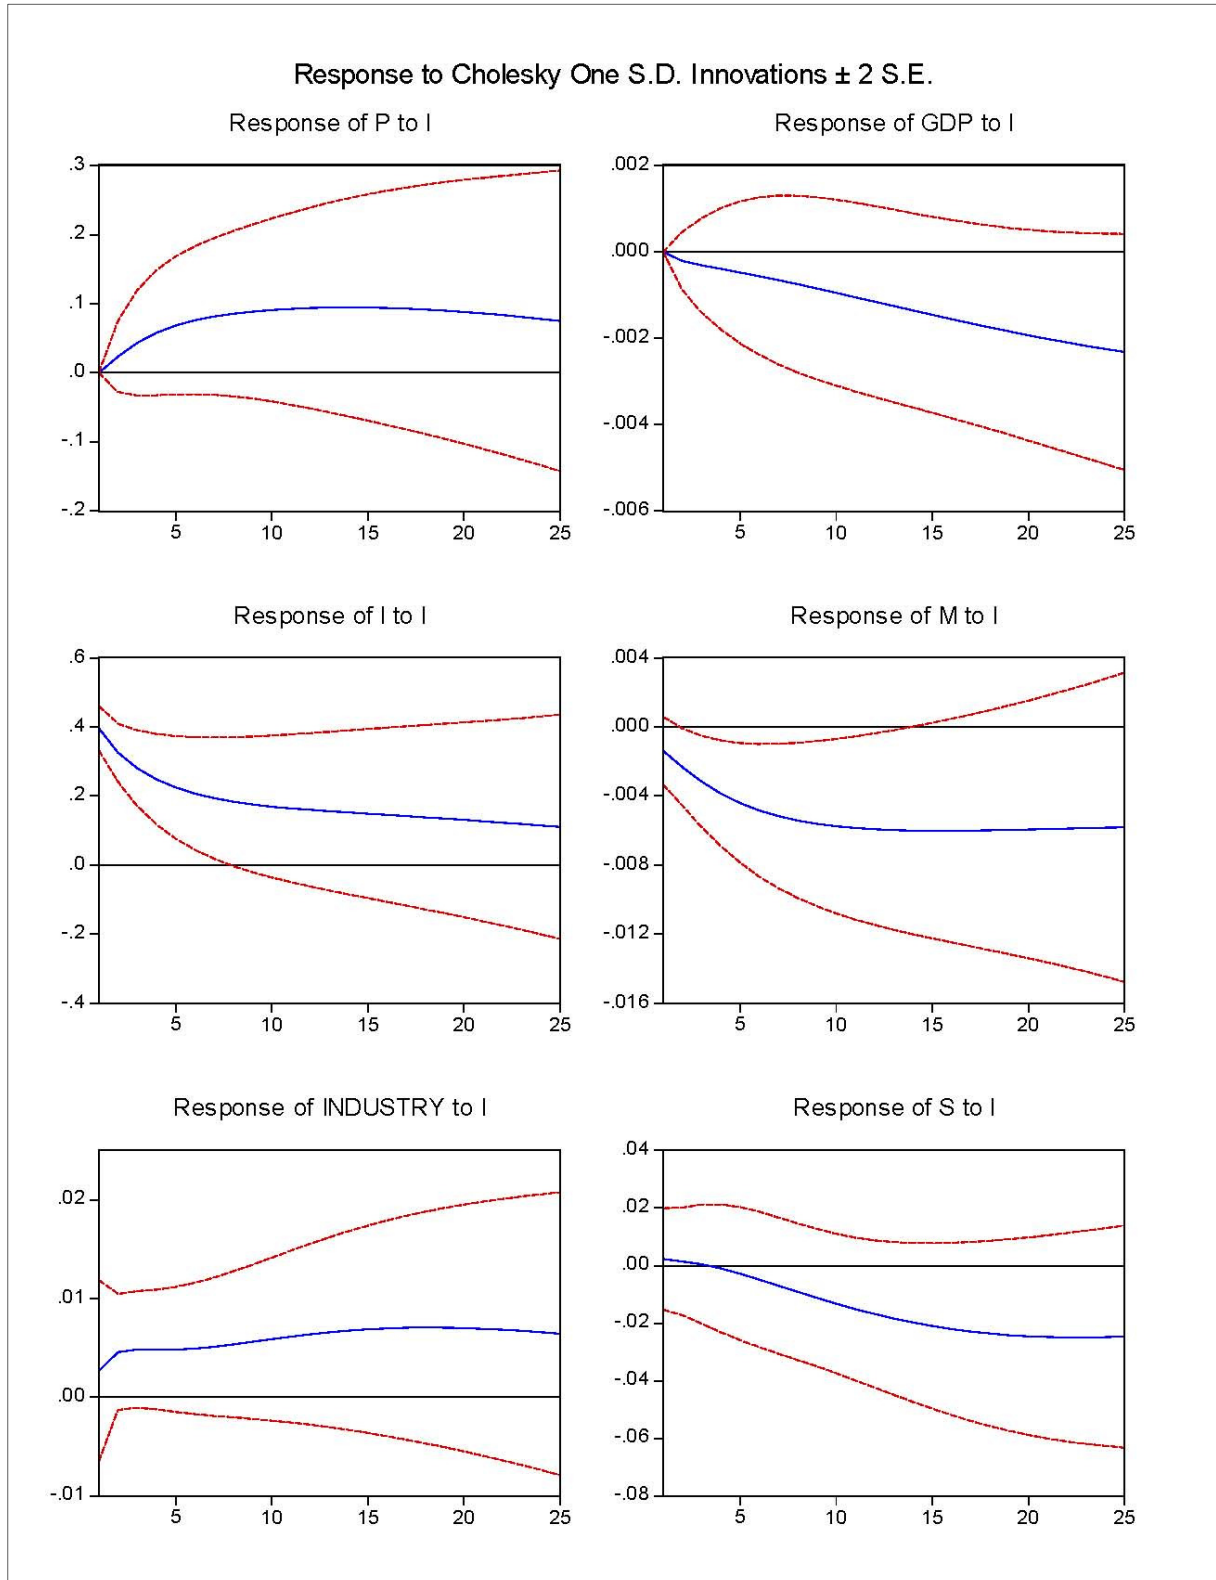 Response to Cholesky One S.D. Innovations ± 2 S.E.
Response of P to I
.3
.2
.1
.0
-.1
-.2
5 10 15 20 25
Response of GDP to I
.002
.000
-.002
-.004
-.006
5 10 15 20 25
Response of I to I
.6
.4
.2
.0
-.2
-.4
5 10 15 20 25
Response of M to I
.004
.000
-.004
-.008
-.012
-.016
5 10 15 20 25
Response of INDUSTRY to I
.02
.01
.00
-.01
5 10 15 20 25
Response of S to I
.04
.02
.00
-.02
-.04
-.06
-.08
5 10 15 20 25